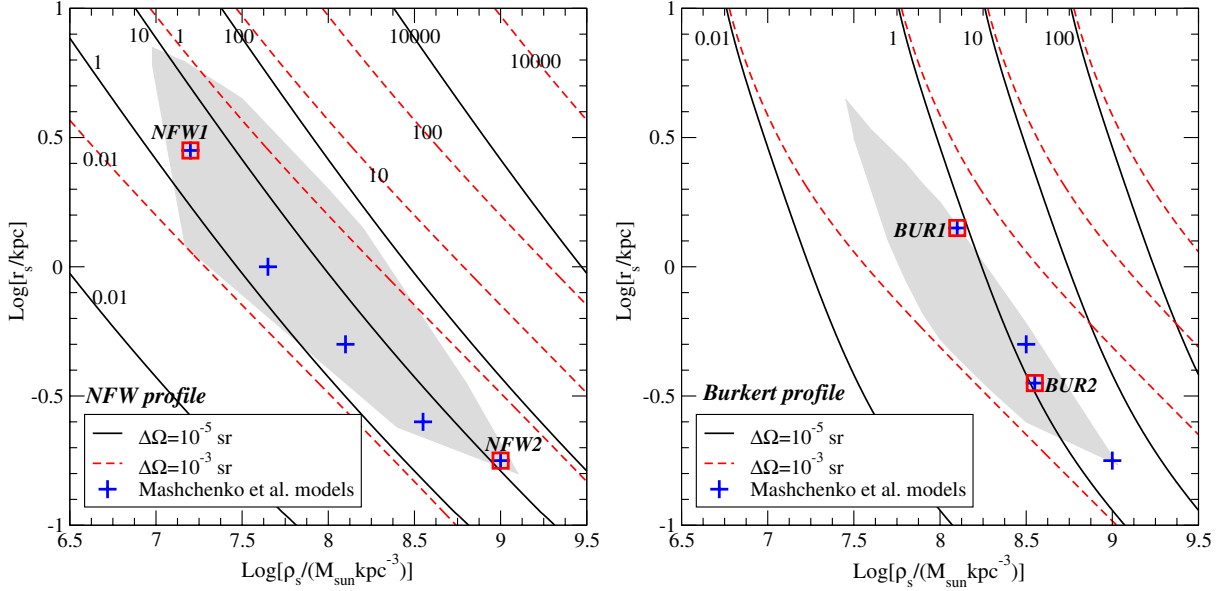 1
10
1
100
10000
10000
0.01
100
10
0.01
NFW1
NFW2
1
0.5
0
-0.5
-1
Log[r_s/kpc]
NFW profile
ΔΩ=10^-5 sr
ΔΩ=10^-3 sr
Mashchenko et al. models
6.5 7 7.5 8 8.5 9 9.5
Log[ρ_s/(M_sun kpc^-3)]
0.01
1
10
100
BUR1
BUR2
1
0.5
0
-0.5
-1
Log[r_s/kpc]
Burkert profile
ΔΩ=10^-5 sr
ΔΩ=10^-3 sr
Mashchenko et al. models
6.5 7 7.5 8 8.5 9 9.5
Log[ρ_s/(M_sun kpc^-3)]